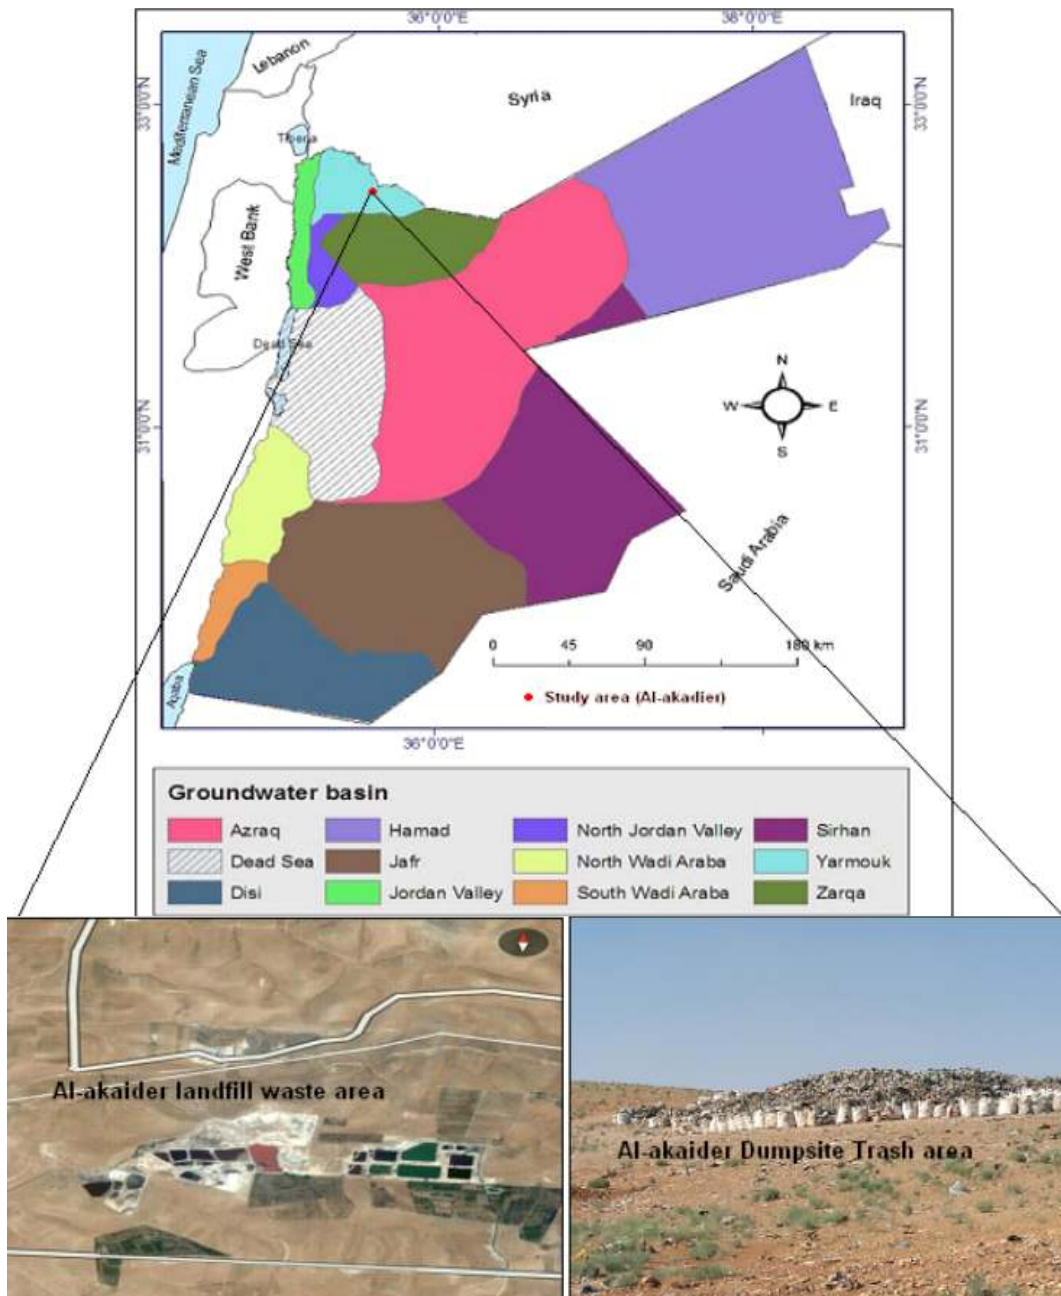 36°0'0"E 38°0'0"E
33°0'0"N
33°0'0"N
Mediterranean Sea
Lebanon
Syria
Iraq
Tiberia
West Bank
Dead Sea
31°0'0"N
31°0'0"N
N
W E
S
Saudi Arabia
0 45 90 180 km
Study area (Al-akadier)
Aqaba
36°0'0"E
Groundwater basin
Azraq Hamad North Jordan Valley Sirhan
Dead Sea Jafr North Wadi Araba Yarmouk
Disi Jordan Valley South Wadi Araba Zarqa
Al-akaider landfill waste area
Al-akaider Dumpsite Trash area